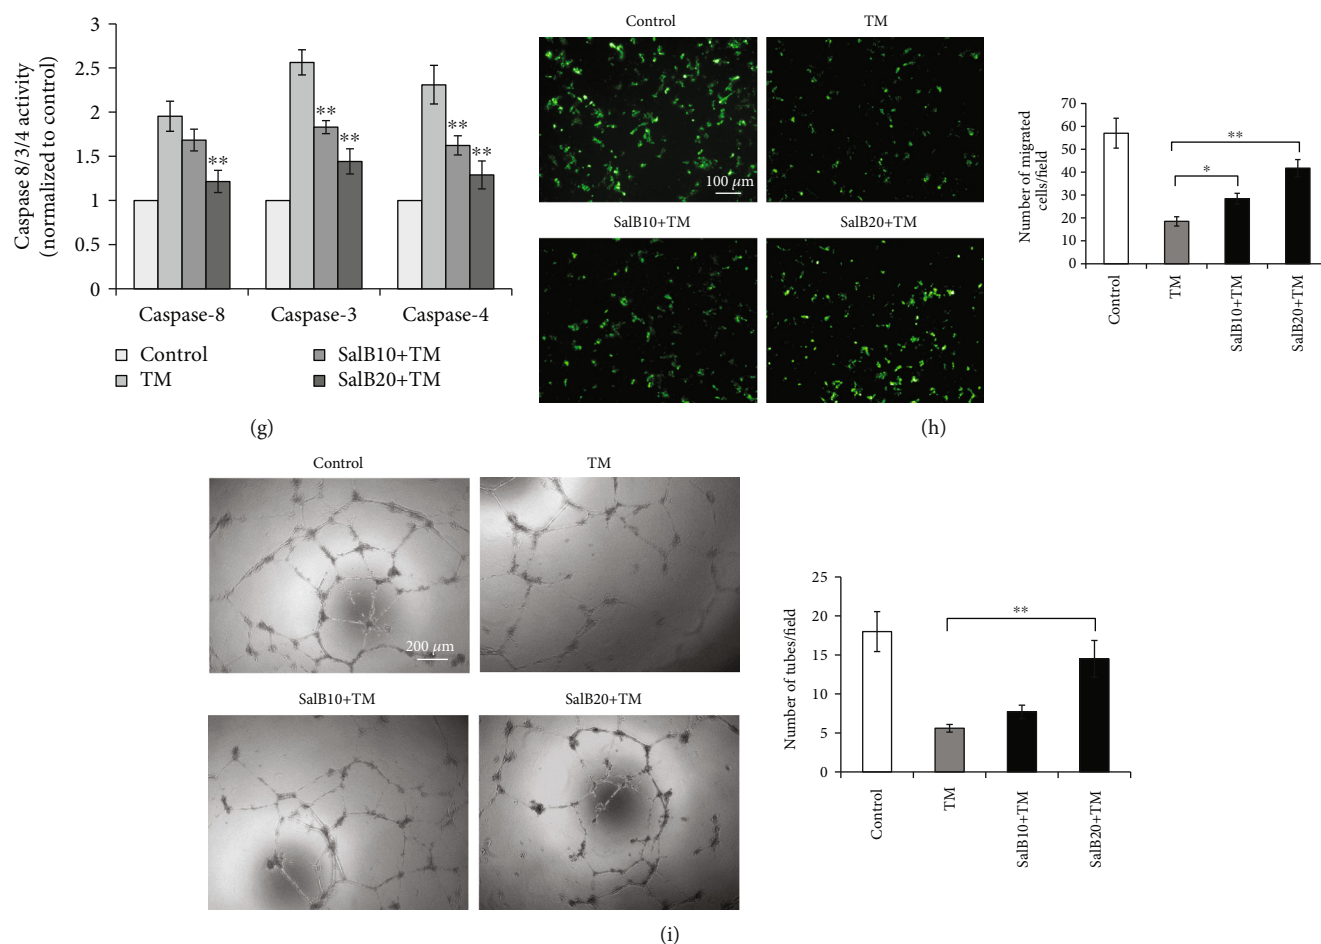 3
2.5
2
1.5
1
0.5
0
Caspase 8/3/4 activity
(normalized to control)
**
**
**
**
**
Caspase-8
Caspase-3
Caspase-4
Control
TM
SalB10+TM
SalB20+TM
(g)
Control
TM
100 μm
SalB10+TM
SalB20+TM
70
60
50
40
30
20
10
0
Number of migrated
cells/field
**
*
Control
TM
SalB10+TM
SalB20+TM
(h)
Control
TM
200 μm
SalB10+TM
SalB20+TM
25
20
15
10
5
0
Number of tubes/field
**
Control
TM
SalB10+TM
SalB20+TM
(i)